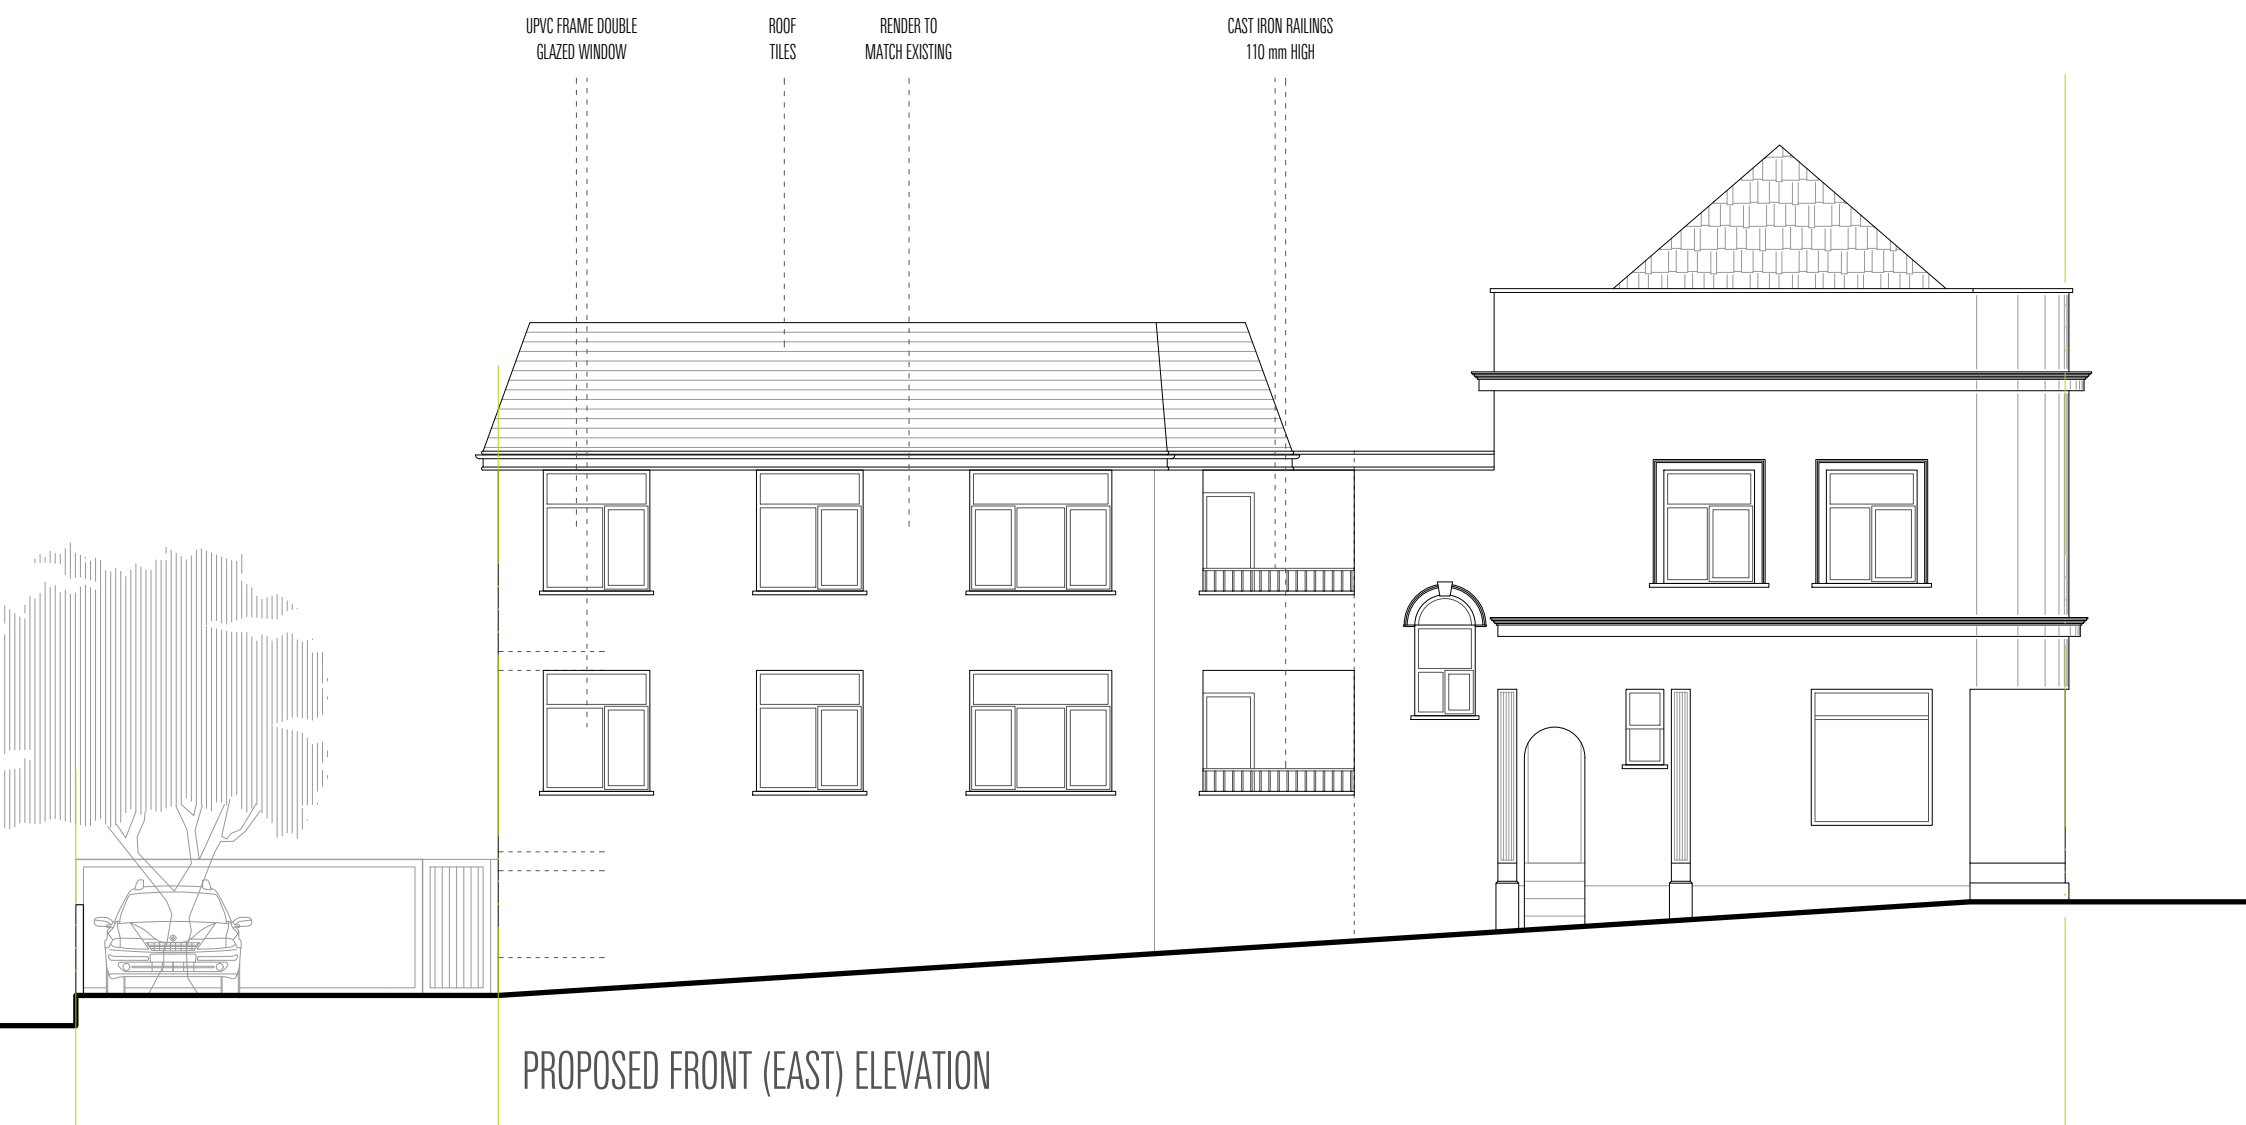 UPVC FRAME DOUBLE
GLAZED WINDOW
ROOF
TILES
RENDER TO
MATCH EXISTING
CAST IRON RAILINGS
110 mm HIGH
PROPOSED FRONT (EAST) ELEVATION